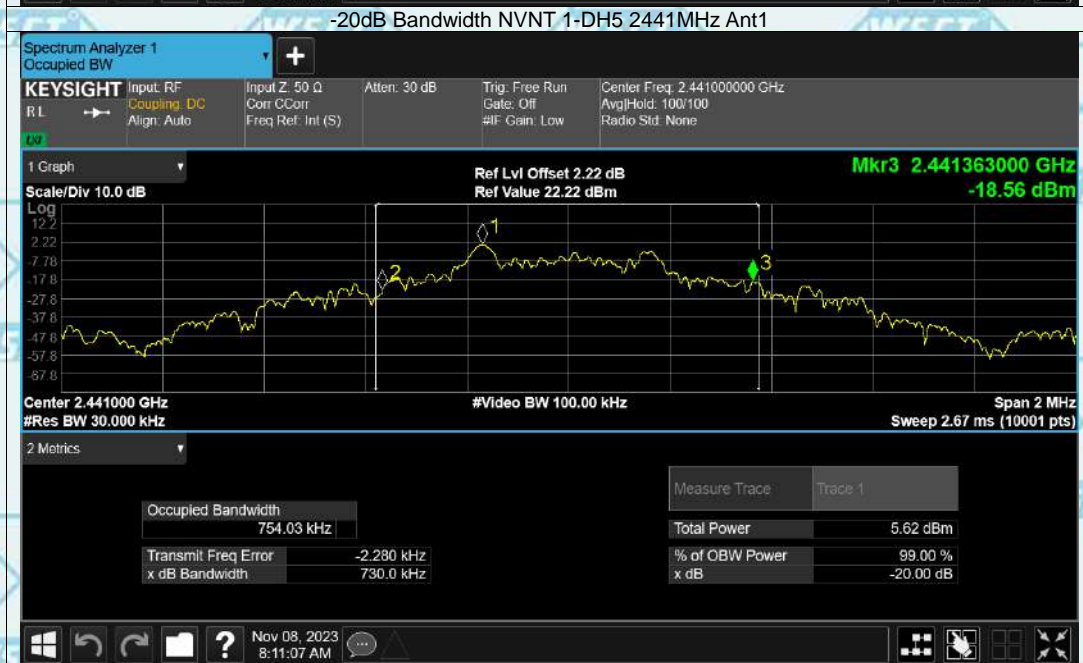 -20dB Bandwidth NVNT 1-DH5 2441MHz Ant1
Spectrum Analyzer 1
Occupied BW
+
KEYSIGHT Input: RF Input Z: 50 Ω Atten: 30 dB Trig: Free Run Center Freq: 2.441000000 GHz
RL Coupling: DC Corr CCorr Gate: Off Avg|Hold: 100/100
Align: Auto Freq Ref: Int (S) #IF Gain: Low Radio Std: None
LXI
1 Graph Ref Lvl Offset 2.22 dB Mkr3 2.441363000 GHz
Scale/Div 10.0 dB Ref Value 22.22 dBm -18.56 dBm
Log
12.2
2.22
-7.78
-17.8
-27.8
-37.8
-47.8
-57.8
-67.8
1
2
3
Center 2.441000 GHz #Video BW 100.00 kHz Span 2 MHz
#Res BW 30.000 kHz Sweep 2.67 ms (10001 pts)
2 Metrics
Measure Trace Trace 1
Occupied Bandwidth
754.03 kHz Total Power 5.62 dBm
Transmit Freq Error -2.280 kHz % of OBW Power 99.00 %
x dB Bandwidth 730.0 kHz x dB -20.00 dB
? Nov 08, 2023
8:11:07 AM